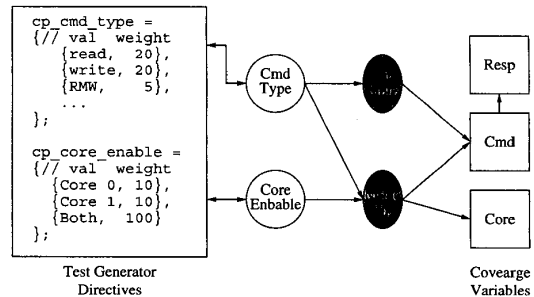 cp_cmd_type =
{// val weight
{read, 20},
{write, 20},
{RMW, 5},
...
};
cp_core_enable =
{// val weight
{Core 0, 10},
{Core 1, 10},
{Both, 100}
};
Cmd
Type
Core
Enbable
Resp
Cmd
Core
Test Generator
Directives
Covearge
Variables